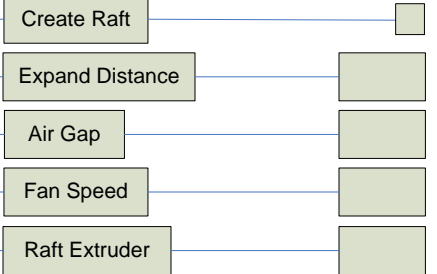 Create Raft
Expand Distance
Air Gap
Fan Speed
Raft Extruder